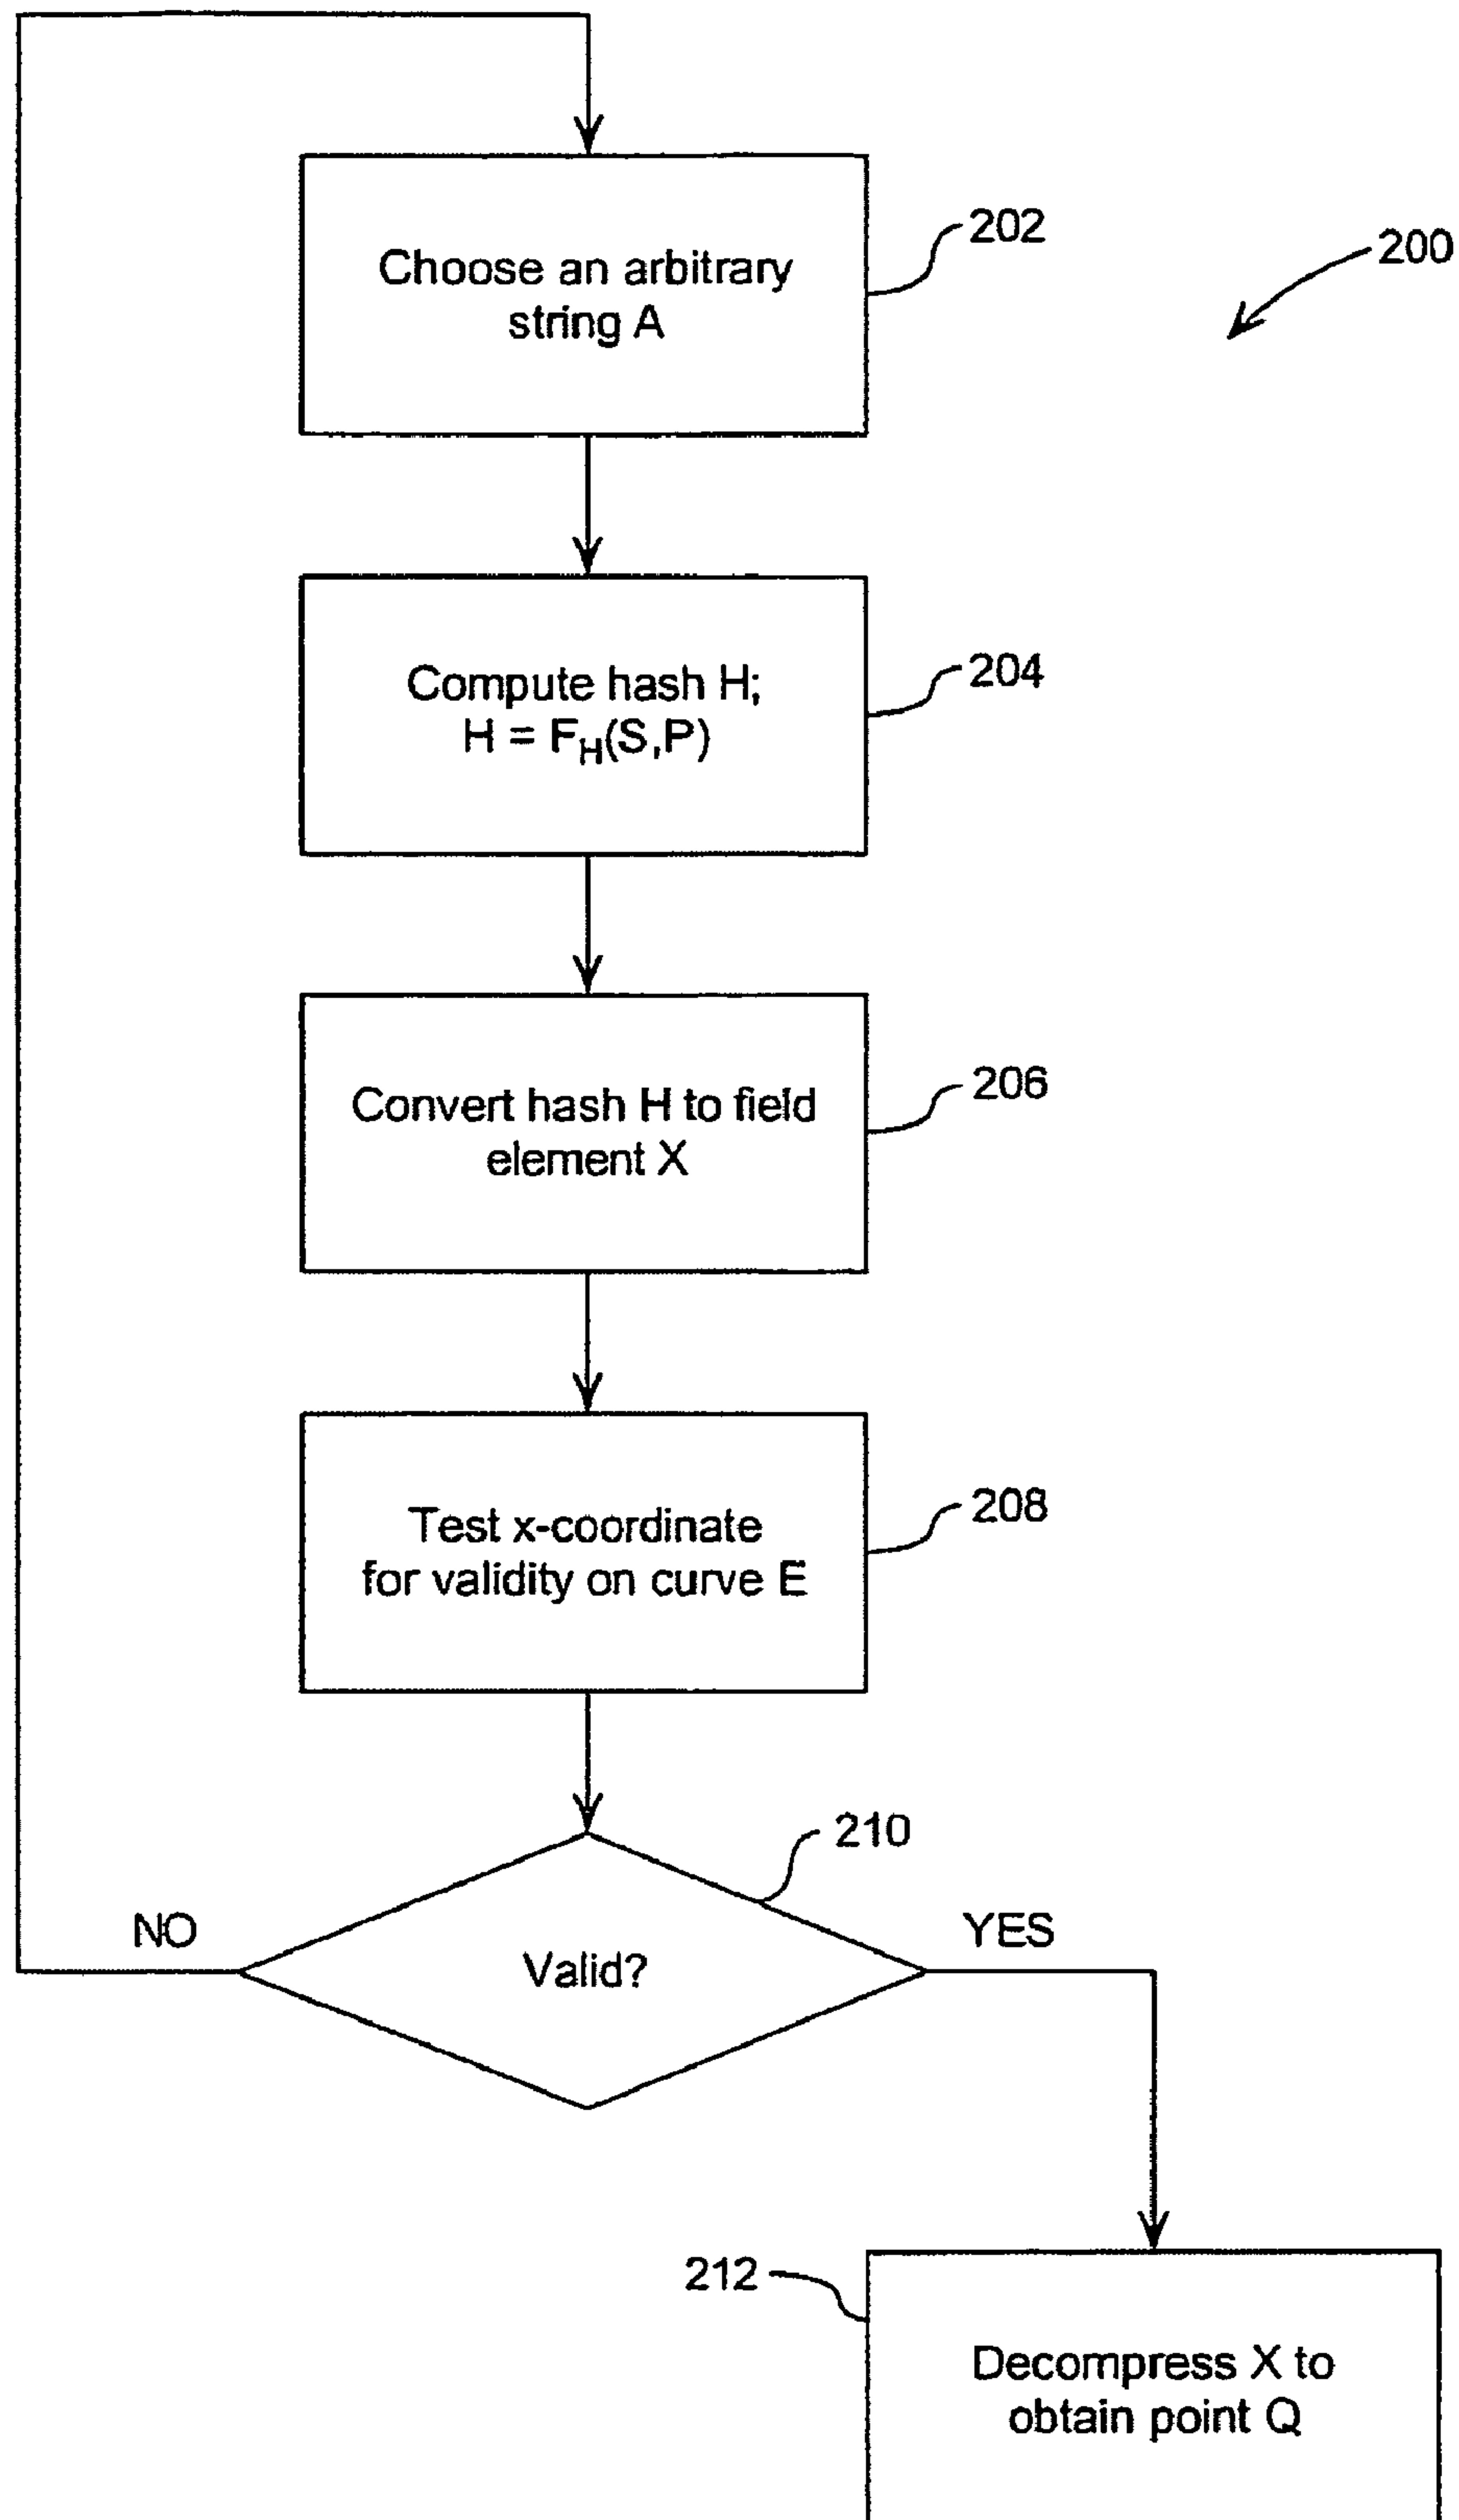 Choose an arbitrary
string A
202
200
Compute hash H;
H = F_H(S,P)
204
Convert hash H to field
element X
206
Test x-coordinate
for validity on curve E
208
210
NO
Valid?
YES
212
Decompress X to
obtain point Q